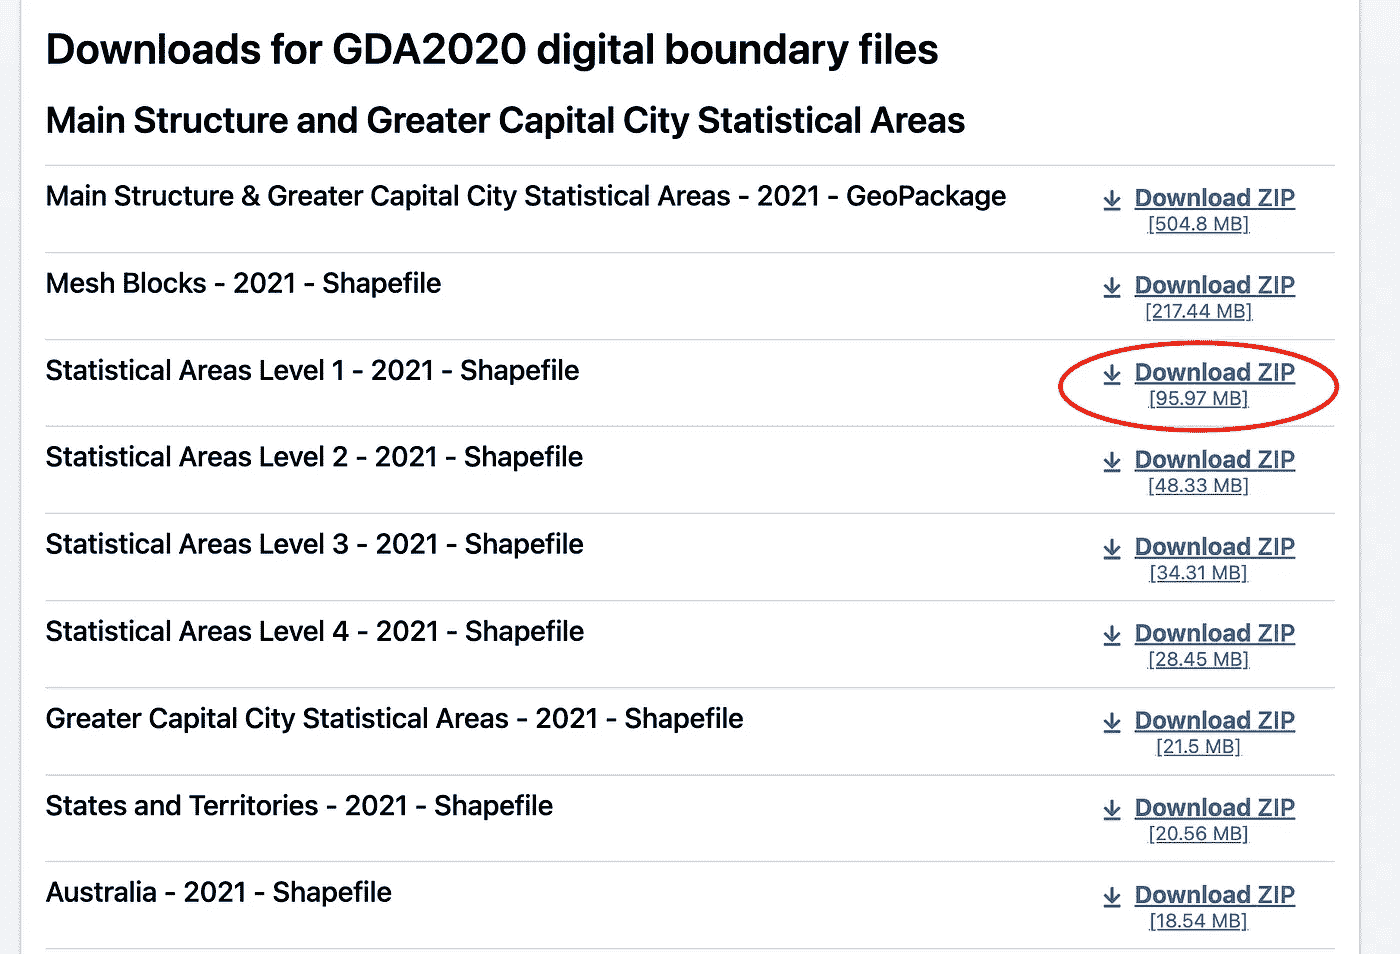 Downloads for GDA2020 digital boundary files
Main Structure and Greater Capital City Statistical Areas
Main Structure & Greater Capital City Statistical Areas - 2021 - GeoPackage
Download ZIP
[504.8 MB]
Mesh Blocks - 2021 - Shapefile
Download ZIP
[217.44 MB]
Statistical Areas Level 1 - 2021 - Shapefile
Download ZIP
[95.97 MB]
Statistical Areas Level 2 - 2021 - Shapefile
Download ZIP
[48.33 MB]
Statistical Areas Level 3 - 2021 - Shapefile
Download ZIP
[34.31 MB]
Statistical Areas Level 4 - 2021 - Shapefile
Download ZIP
[28.45 MB]
Greater Capital City Statistical Areas - 2021 - Shapefile
Download ZIP
[21.5 MB]
States and Territories - 2021 - Shapefile
Download ZIP
[20.56 MB]
Australia - 2021 - Shapefile
Download ZIP
[18.54 MB]